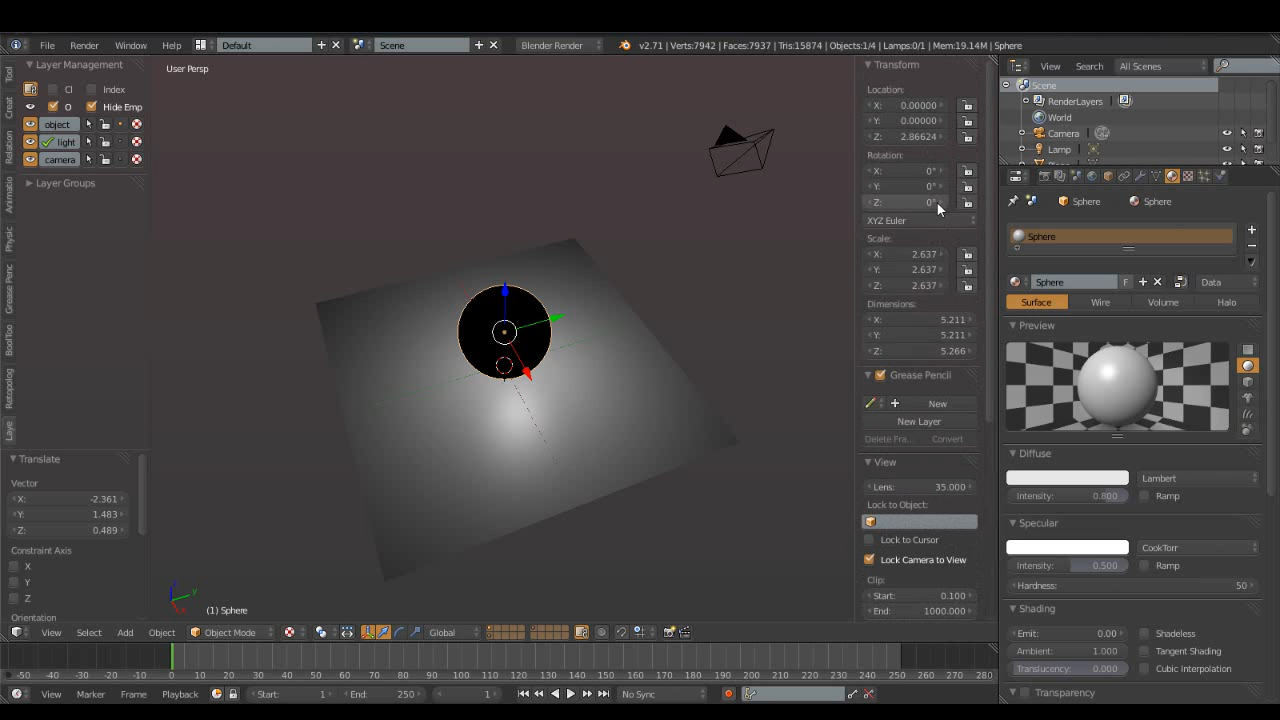 File Render Window Help Default Scene Blender Render v2.71 | Verts:7942 | Faces:7937 | Tris:15874 | Objects:1/4 | Lamps:0/1 | Mem:19.14M | Sphere
Layer Management
Cl Index
O Hide Emp
object
light
camera
Layer Groups
Tool
Creat
Relation
Animatio
Physic
Grease Penc
BoolToo
Retopolog
Laye
Translate
Vector
X: -2.361
Y: 1.483
Z: 0.489
Constraint Axis
X
Y
Z
Orientation
User Persp
(1) Sphere
Transform
Location:
X: 0.00000
Y: 0.00000
Z: 2.86624
Rotation:
X: 0°
Y: 0°
Z: 0°
XYZ Euler
Scale:
X: 2.637
Y: 2.637
Z: 2.637
Dimensions:
X: 5.211
Y: 5.211
Z: 5.266
Grease Pencil
New
New Layer
Delete Fra... Convert
View
Lens: 35.000
Lock to Object:
Lock to Cursor
Lock Camera to View
Clip:
Start: 0.100
End: 1000.000
View Search All Scenes
Scene
RenderLayers
World
Camera
Lamp
Sphere Sphere
Sphere
Sphere F Data
Surface Wire Volume Halo
Preview
Diffuse
Lambert
Intensity: 0.800 Ramp
Specular
CookTorr
Intensity: 0.500 Ramp
Hardness: 50
Shading
Emit: 0.00 Shadeless
Ambient: 1.000 Tangent Shading
Translucency: 0.000 Cubic Interpolation
Transparency
View Select Add Object Object Mode Global
-50 -40 -30 -20 -10 0 10 20 30 40 50 60 70 80 90 100 110 120 130 140 150 160 170 180 190 200 210 220 230 240 250 260 270 280
View Marker Frame Playback Start: 1 End: 250 1 No Sync